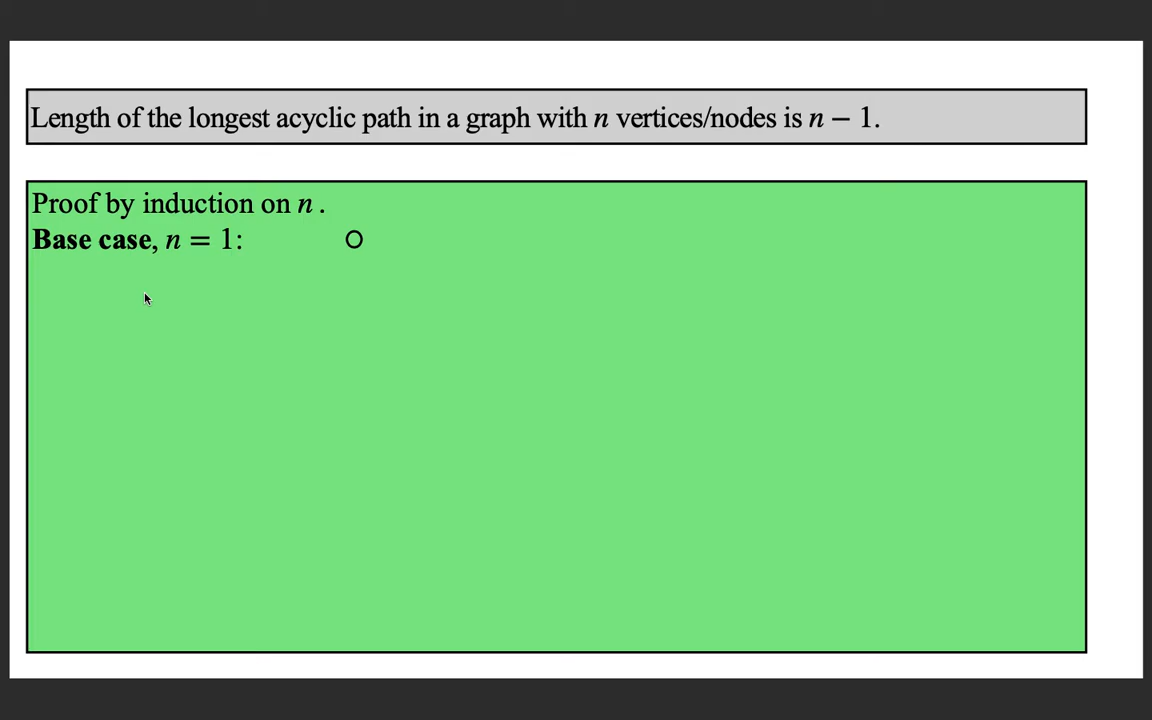 Length of the longest acyclic path in a graph with n vertices/nodes is n − 1.
Proof by induction on n .
Base case, n = 1: